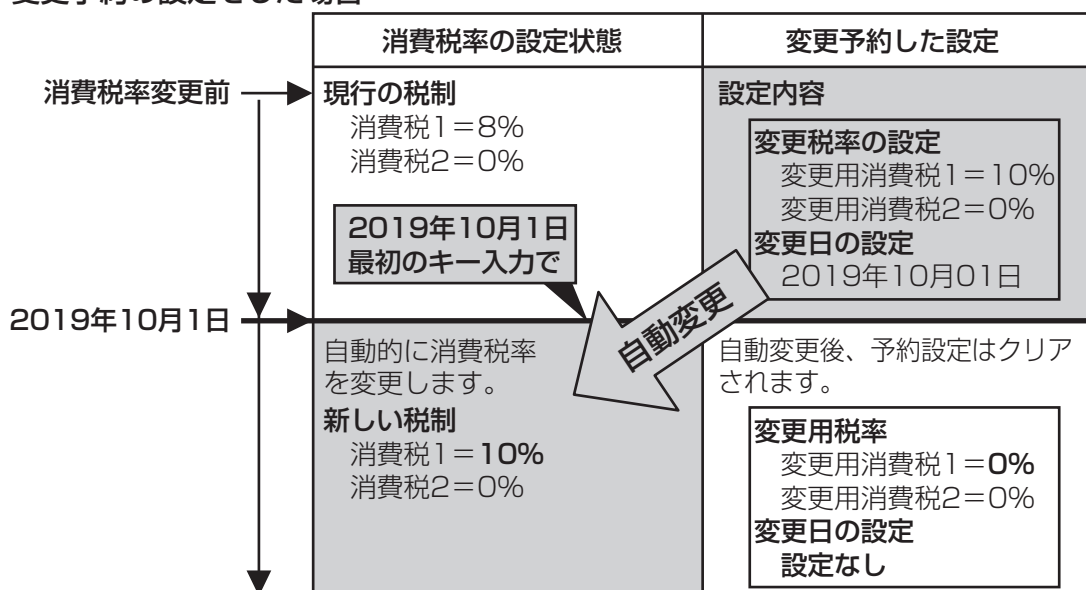 変更予約の設定をした場合
消費税率の設定状態
変更予約した設定
消費税率変更前
現行の税制
消費税1＝8%
消費税2＝0%
設定内容
変更税率の設定
変更用消費税1＝10%
変更用消費税2＝0%
変更日の設定
2019年10月01日
2019年10月1日
最初のキー入力で
自動変更
2019年10月1日
自動的に消費税率
を変更します。
新しい税制
消費税1＝10%
消費税2＝0%
自動変更後、予約設定はクリア
されます。
変更用税率
変更用消費税1＝0%
変更用消費税2＝0%
変更日の設定
設定なし